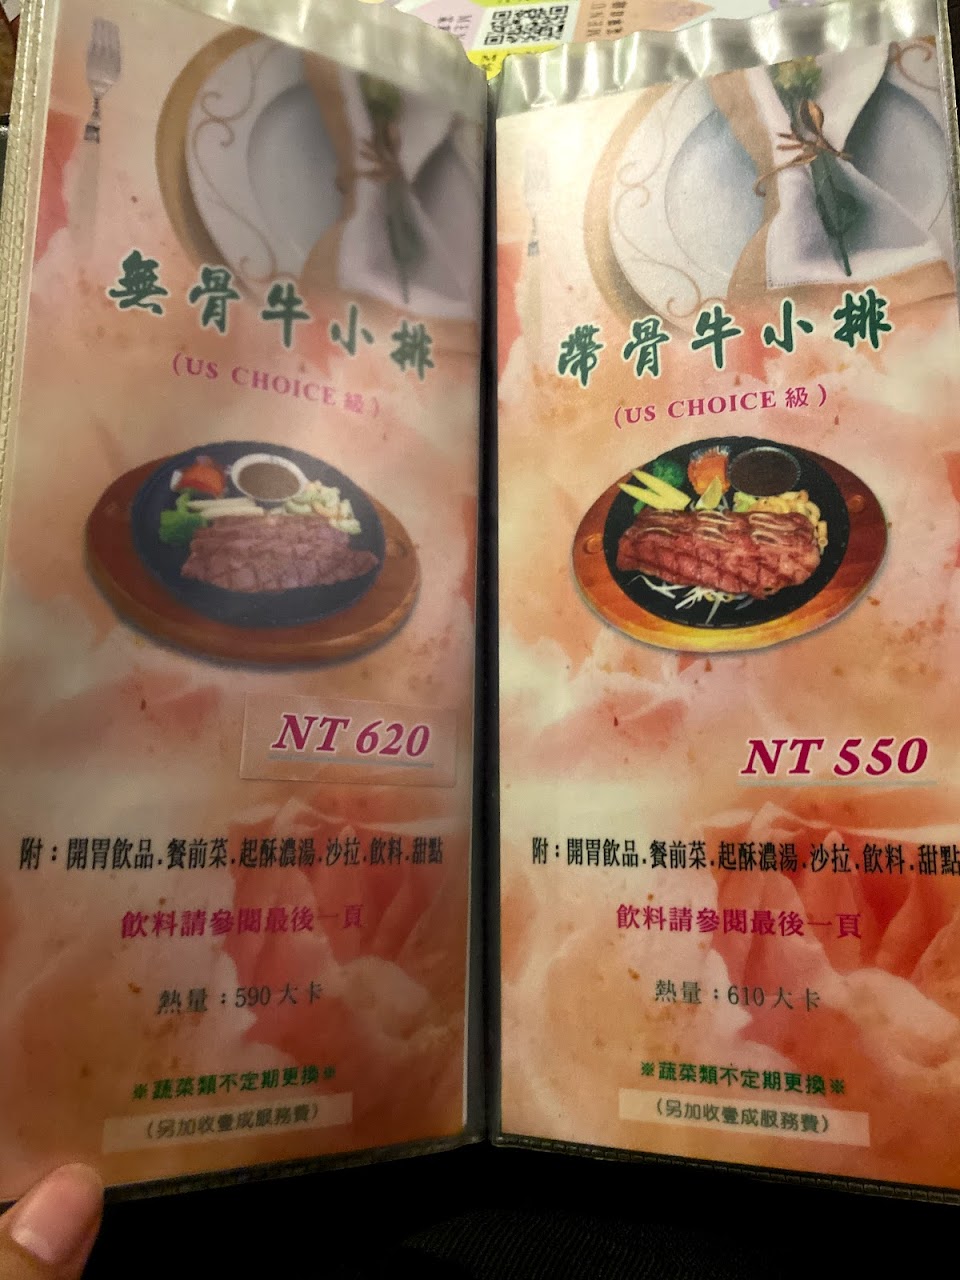 無骨牛小排
(US CHOICE 級)
NT 620
附：開胃飲品.餐前菜.起酥濃湯.沙拉.飲料.甜點
飲料請參閱最後一頁
熱量：590大卡
※蔬菜類不定期更換※
(另加收壹成服務費)
帶骨牛小排
(US CHOICE 級)
NT 550
附：開胃飲品.餐前菜.起酥濃湯.沙拉.飲料.甜點
飲料請參閱最後一頁
熱量：610大卡
※蔬菜類不定期更換※
(另加收壹成服務費)